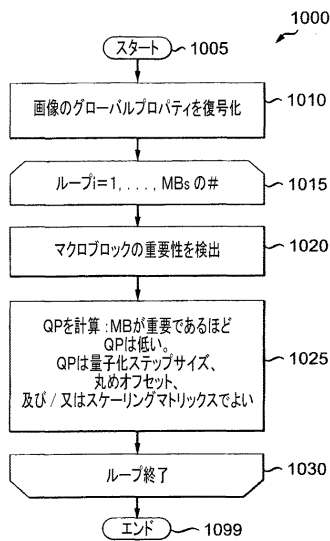 1000
スタート 1005
画像のグローバルプロパティを復号化 1010
ループi=1, . . . , MBs の# 1015
マクロブロックの重要性を検出 1020
QPを計算:MBが重要であるほど
QPは低い。
QPは量子化ステップサイズ、
丸めオフセット、
及び/又はスケーリングマトリックスでよい
1025
ループ終了 1030
エンド 1099